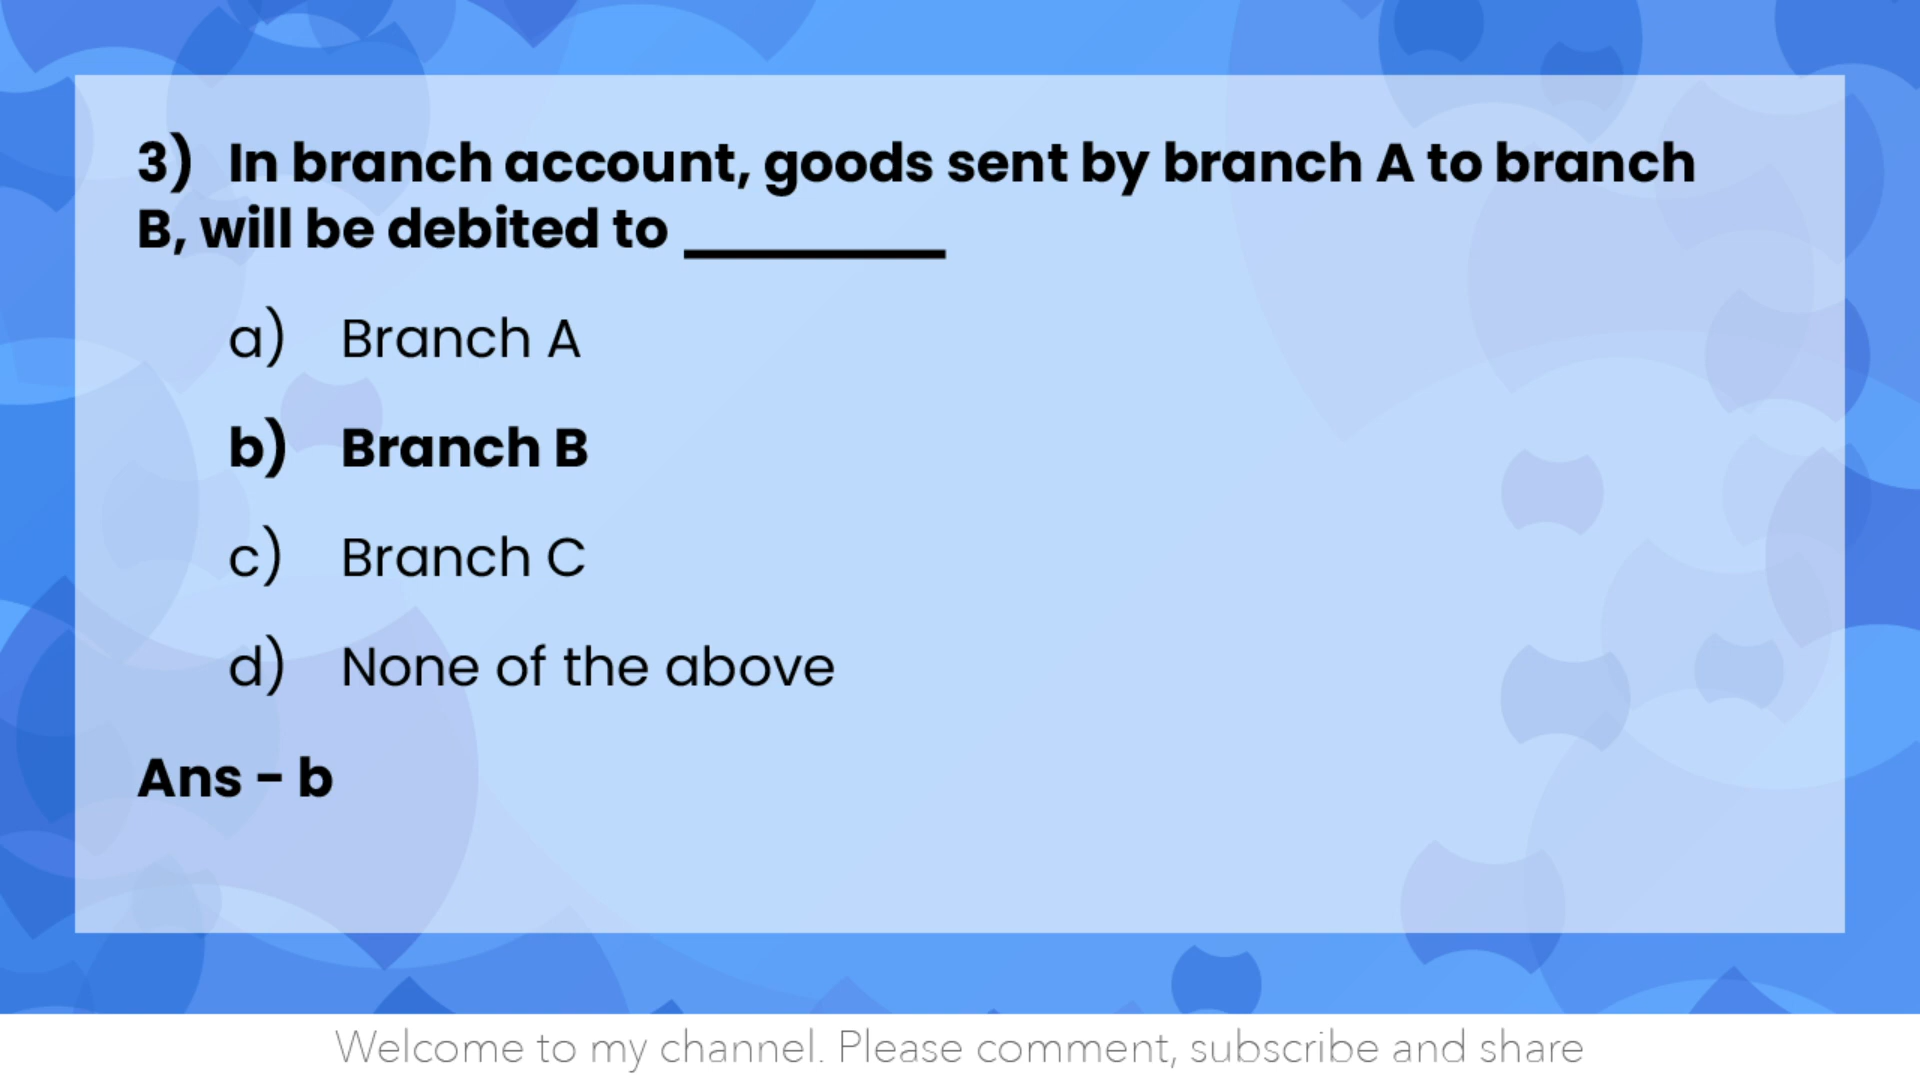 3) In branch account, goods sent by branch A to branch
B, will be debited to __________
a) Branch A
b) Branch B
c) Branch C
d) None of the above
Ans - b
Welcome to my channel. Please comment, subscribe and share